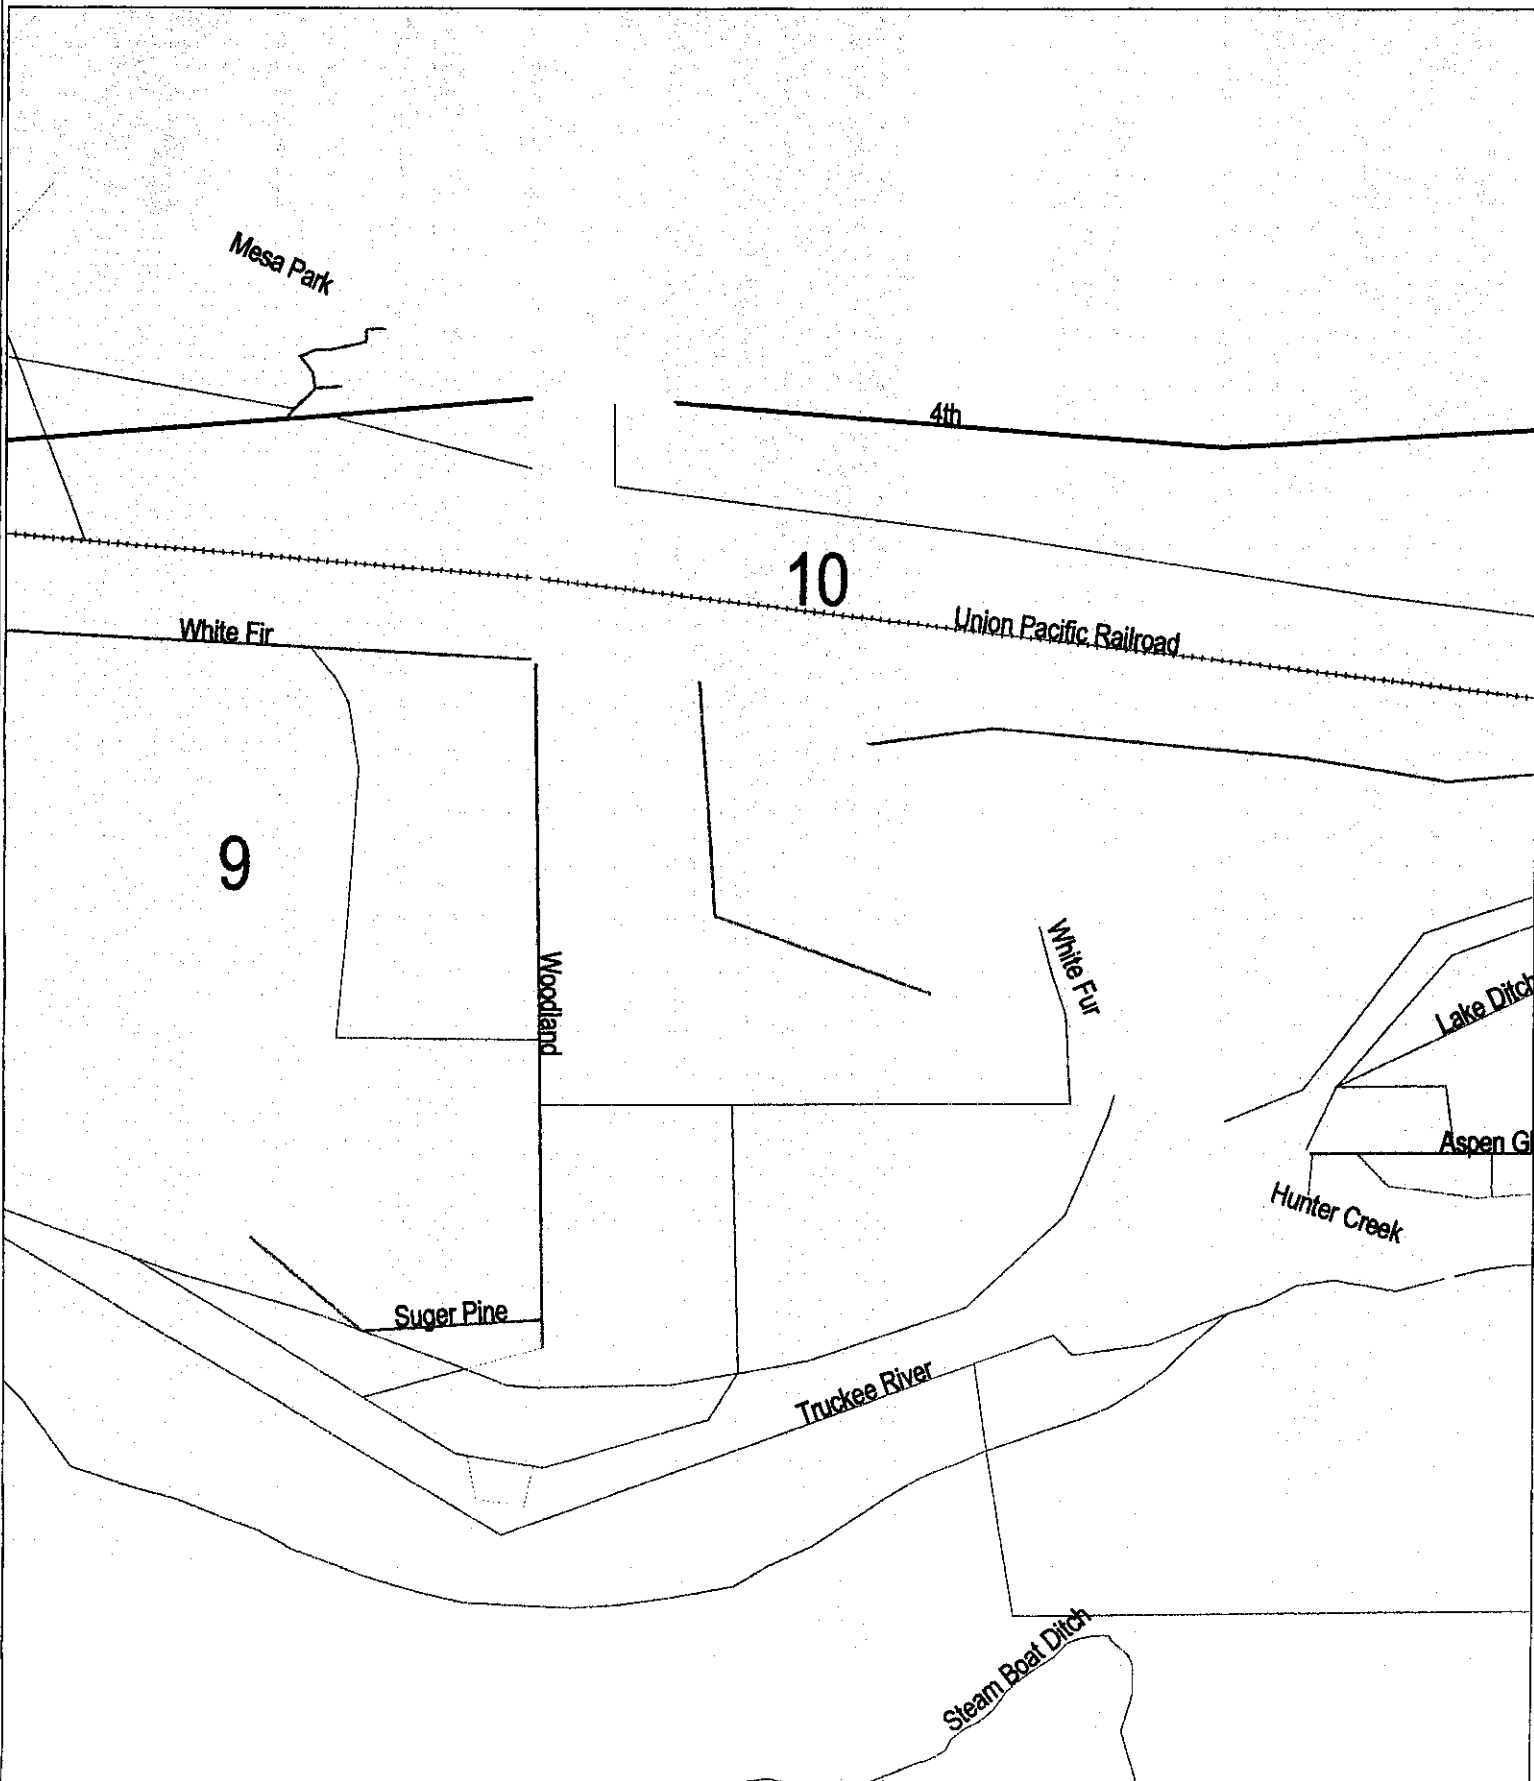 Mesa Park
4th
10
Union Pacific Railroad
White Fir
9
White Fur
Woodland
Lake Ditch
Aspen Gl
Hunter Creek
Suger Pine
Truckee River
Steam Boat Ditch